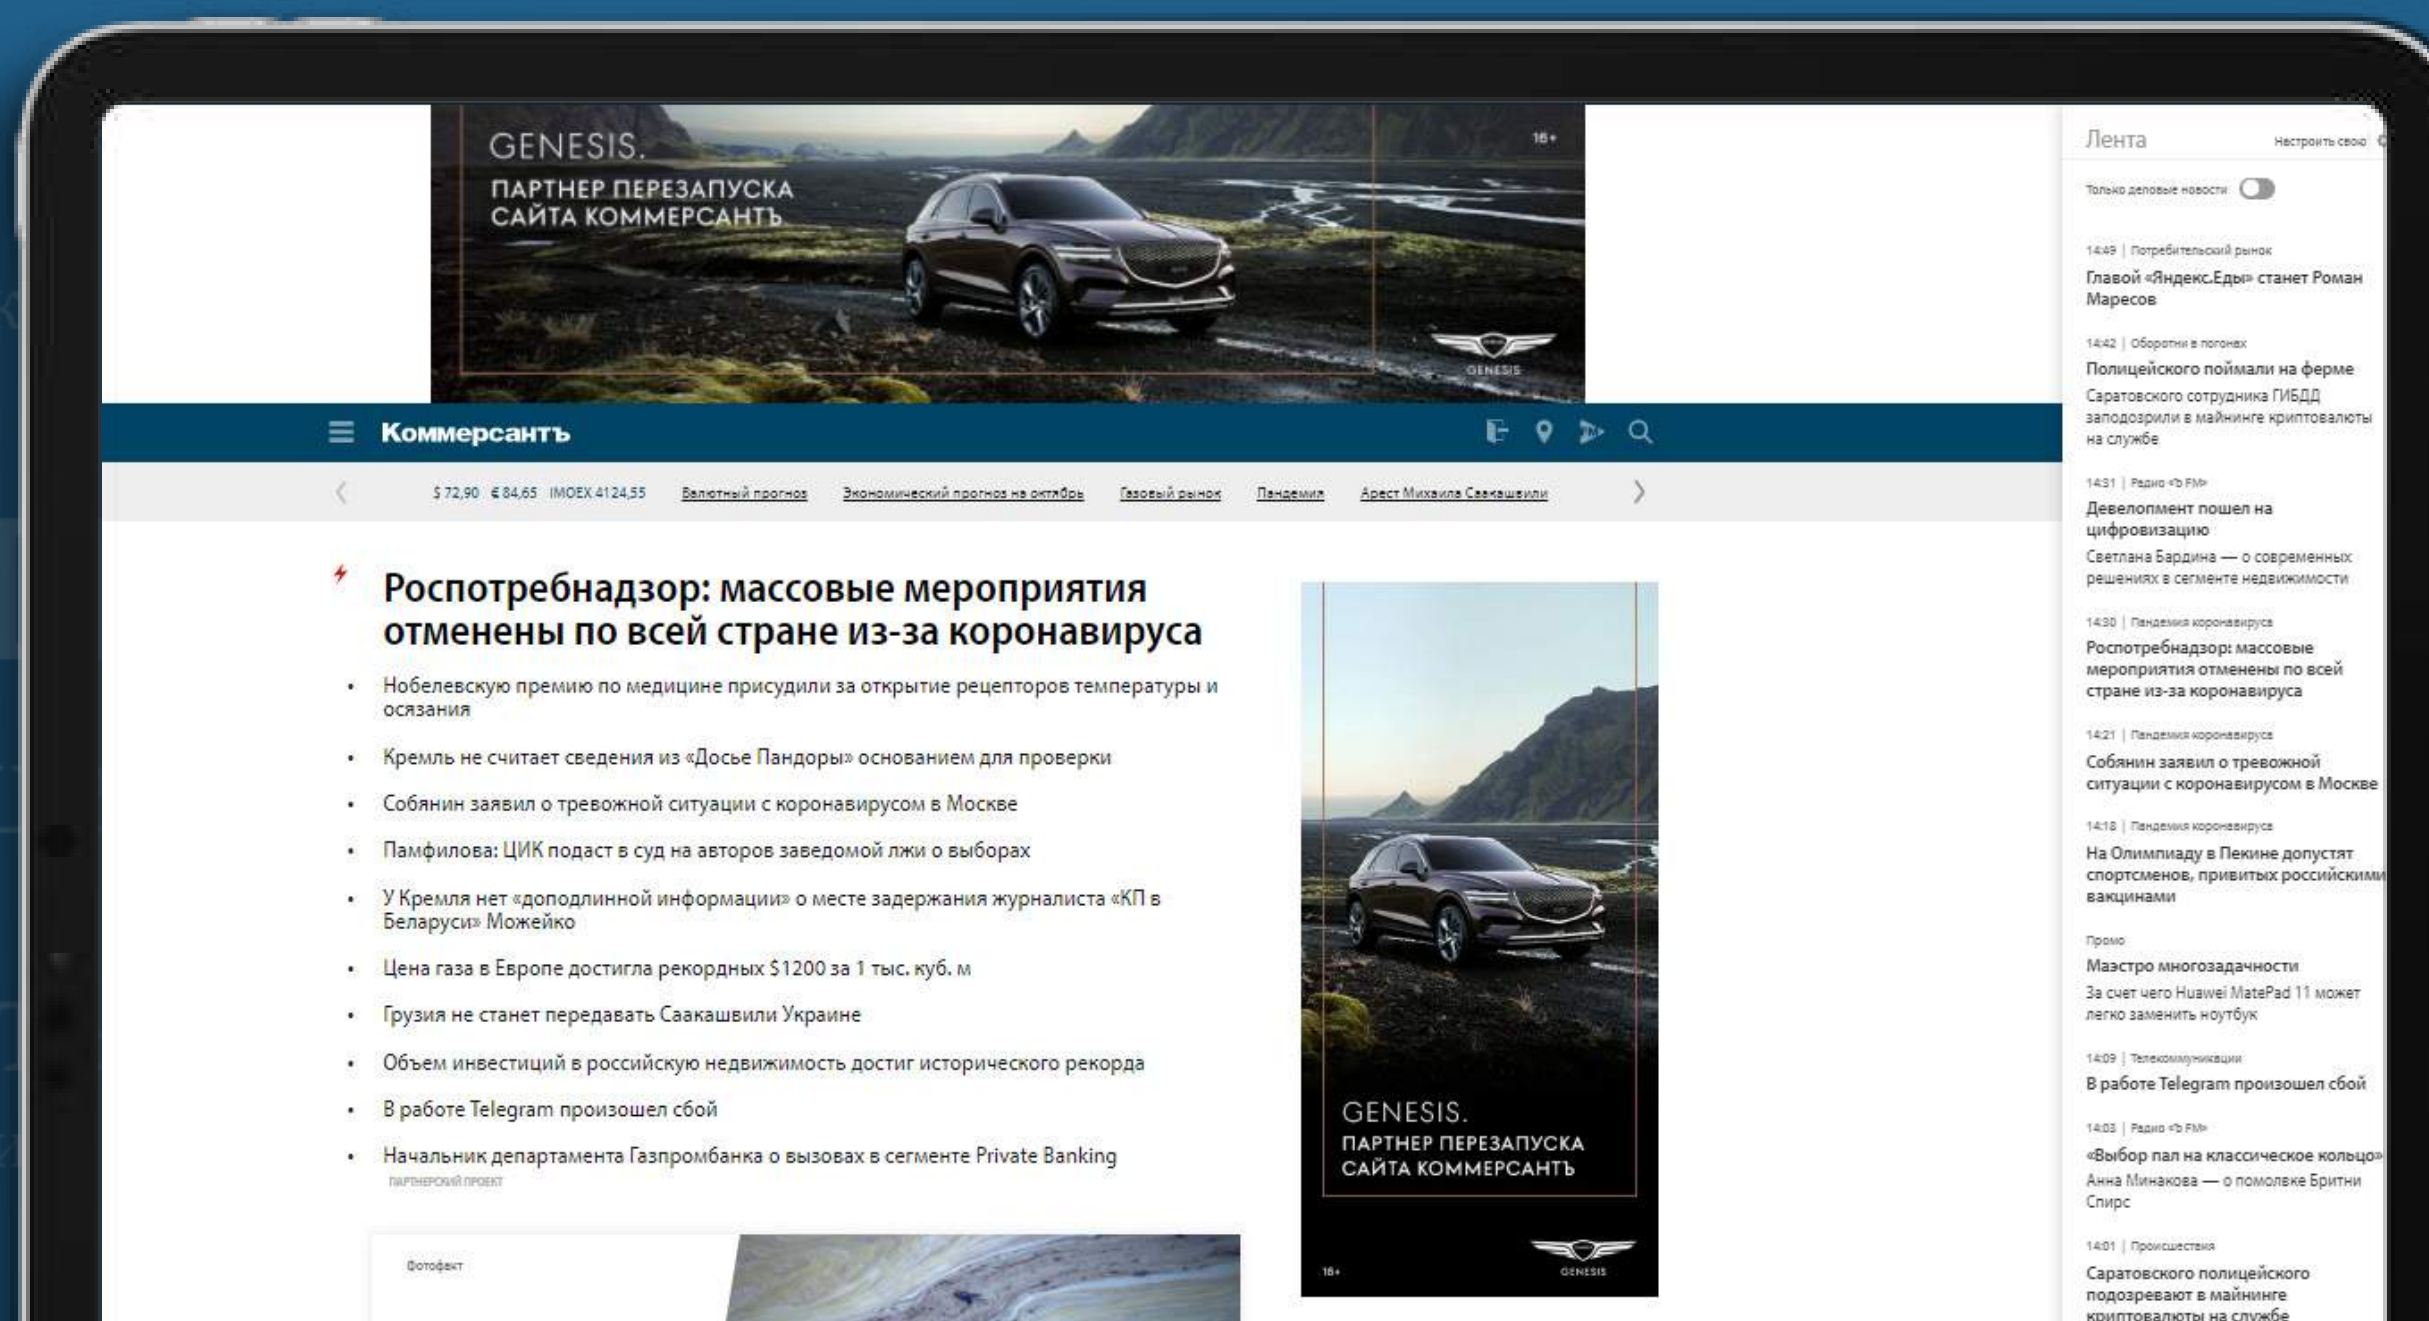 GENESIS.
ПАРТНЕР ПЕРЕЗАПУСКА
САЙТА КОММЕРСАНТЪ
16+
GENESIS
Коммерсантъ
$ 72,90 € 84,65 IMOEX 4124,55 Валютный прогноз Экономический прогноз на октябрь Газовый рынок Пандемия Арест Михаила Саакашвили
Роспотребнадзор: массовые мероприятия
отменены по всей стране из-за коронавируса
• Нобелевскую премию по медицине присудили за открытие рецепторов температуры и
осязания
• Кремль не считает сведения из «Досье Пандоры» основанием для проверки
• Собянин заявил о тревожной ситуации с коронавирусом в Москве
• Памфилова: ЦИК подаст в суд на авторов заведомой лжи о выборах
• У Кремля нет «доподлинной информации» о месте задержания журналиста «КП в
Беларуси» Можейко
• Цена газа в Европе достигла рекордных $1200 за 1 тыс. куб. м
• Грузия не станет передавать Саакашвили Украине
• Объем инвестиций в российскую недвижимость достиг исторического рекорда
• В работе Telegram произошел сбой
• Начальник департамента Газпромбанка о вызовах в сегменте Private Banking
ПАРТНЕРСКИЙ ПРОЕКТ
Фотофакт
GENESIS.
ПАРТНЕР ПЕРЕЗАПУСКА
САЙТА КОММЕРСАНТЪ
16+
GENESIS
Лента Настроить свою
Только деловые новости
14:49 | Потребительский рынок
Главой «Яндекс.Еды» станет Роман
Маресов
14:42 | Оборотни в погонах
Полицейского поймали на ферме
Саратовского сотрудника ГИБДД
заподозрили в майнинге криптовалюты
на службе
14:31 | Радио «Ъ FM»
Девелопмент пошел на
цифровизацию
Светлана Бардина — о современных
решениях в сегменте недвижимости
14:30 | Пандемия коронавируса
Роспотребнадзор: массовые
мероприятия отменены по всей
стране из-за коронавируса
14:21 | Пандемия коронавируса
Собянин заявил о тревожной
ситуации с коронавирусом в Москве
14:18 | Пандемия коронавируса
На Олимпиаду в Пекине допустят
спортсменов, привитых российскими
вакцинами
Промо
Маэстро многозадачности
За счет чего Huawei MatePad 11 может
легко заменить ноутбук
14:09 | Телекоммуникации
В работе Telegram произошел сбой
14:03 | Радио «Ъ FM»
«Выбор пал на классическое кольцо»
Анна Минакова — о помолвке Бритни
Спирс
14:01 | Происшествия
Саратовского полицейского
подозревают в майнинге
криптовалюты на службе